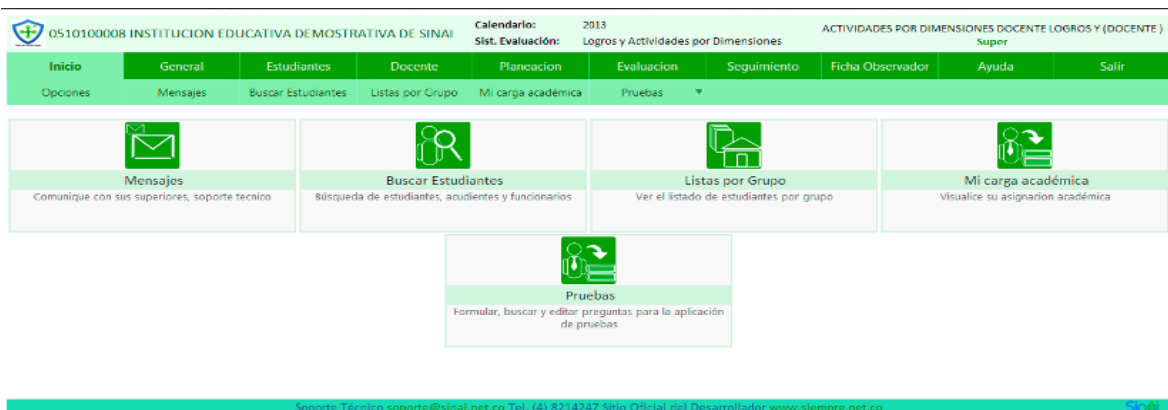 0510100008 INSTITUCION EDUCATIVA DEMOSTRATIVA DE SINAI
Calendario: 2013
Sist. Evaluación: Logros y Actividades por Dimensiones
ACTIVIDADES POR DIMENSIONES DOCENTE LOGROS Y (DOCENTE )
Super
Inicio General Estudiantes Docente Planeacion Evaluacion Seguimiento Ficha Observador Ayuda Salir
Opciones Mensajes Buscar Estudiantes Listas por Grupo Mi carga académica Pruebas
Mensajes
Comunique con sus superiores, soporte tecnico
Buscar Estudiantes
Búsqueda de estudiantes, acudientes y funcionarios
Listas por Grupo
Ver el listado de estudiantes por grupo
Mi carga académica
Visualice su asignacion académica
Pruebas
Formular, buscar y editar preguntas para la aplicación
de pruebas
Soporte Técnico soporte@sinai.net.co Tel. (4) 8214247 Sitio Oficial del Desarrollador www.siempre.net.co
Sinai